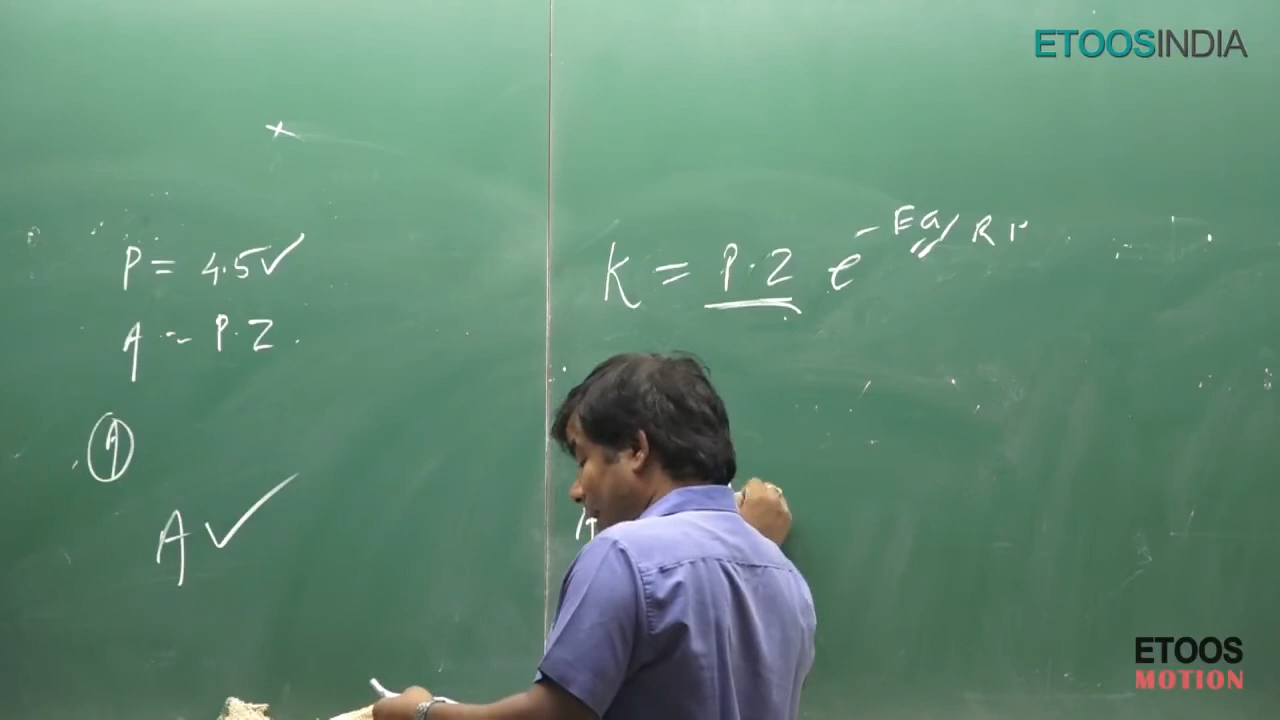 ETOOSINDIA
P = 4.5 ✓
A = P.Z.
A
A ✓
K = P.Z e^-Ea/RT
ETOOS
MOTION